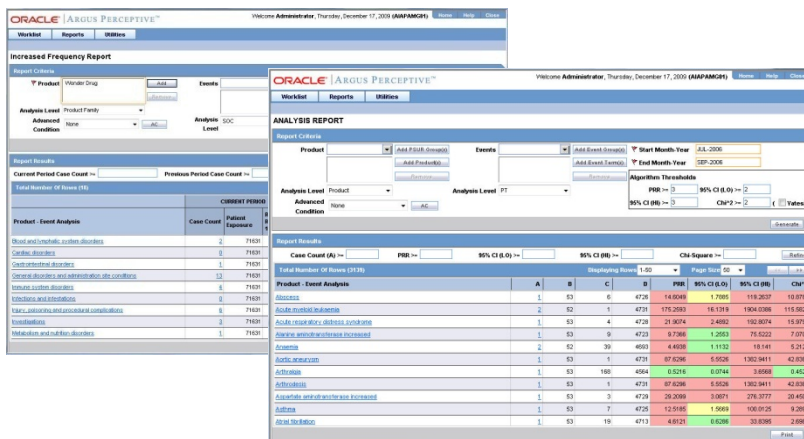 ORACLE | ARGUS PERCEPTIVE™ Welcome Administrator, Thursday, December 17, 2009 (AIAPAMG01) Home Help Close
Worklist Reports Utilities
Increased Frequency Report
Report Criteria
Product Wonder Drug Add Events
Analysis Level Product Family
Advanced Condition None AC Analysis Level SOC
Report Results
Current Period Case Count >= Previous Period Case Count >=
Total Number Of Rows (18)
CURRENT PERIOD
Product - Event Analysis Case Count Patient Exposure
Blood and lymphatic system disorders 2 71631
Cardiac disorders 8 71631
Gastrointestinal disorders 1 71631
General disorders and administration site conditions 13 71631
Immune system disorders 4 71631
Infections and infestations 71631
Injury, poisoning and procedural complications 71631
Investigations 3 71631
Metabolism and nutrition disorders 1 71631
ORACLE | ARGUS PERCEPTIVE™ Welcome Administrator, Thursday, December 17, 2009 (AIAPAMG01) Home Help Close
Worklist Reports Utilities
ANALYSIS REPORT
Report Criteria
Product Add PSUR Group(s) Events Add Event Group(s) Start Month-Year JUL-2006
Add Product(s) Add Event Term(s) End Month-Year SEP-2006
Remove Remove Algorithm Thresholds
PRR >= 3 95% CI (LO) >= 2
Analysis Level Product Analysis Level PT 95% CI (HI) >= 3 Chi^2 >= 2 ( Yates
Advanced Condition None AC
Generate
Report Results
Case Count (A) >= PRR >= 95% CI (LO) >= 95% CI (HI) >= Chi-Square >=
Total Number Of Rows (3139) Displaying Rows 1-50 Page Size 50
Product - Event Analysis A B C D PRR 95% CI (LO) 95% CI (HI)
Abscess 1 53 6 4726 14.6049 1.7885 119.2637
Acute myeloid leukaemia 2 52 1 4731 175.2593 16.1319 1904.0386
Acute respiratory distress syndrome 1 53 4 4728 21.9074 2.4892 192.8074
Alanine aminotransferase increased 1 53 9 4723 9.7366 1.2553 75.5222
Anaemia 2 52 39 4693 4.4938 1.1132 18.141
Aortic aneurysm 1 53 1 4731 87.6296 5.5526 1382.9411
Arthralgia 1 53 168 4564 0.5216 0.0744 3.6568
Arthrodesis 1 53 1 4731 87.6296 5.5526 1382.9411
Aspartate aminotransferase increased 1 53 3 4729 29.2099 3.0871 276.3777
Asthma 1 53 7 4725 12.5185 1.5669 100.0125
Atrial fibrillation 1 53 19 4713 4.6121 0.6286 33.8395
Print